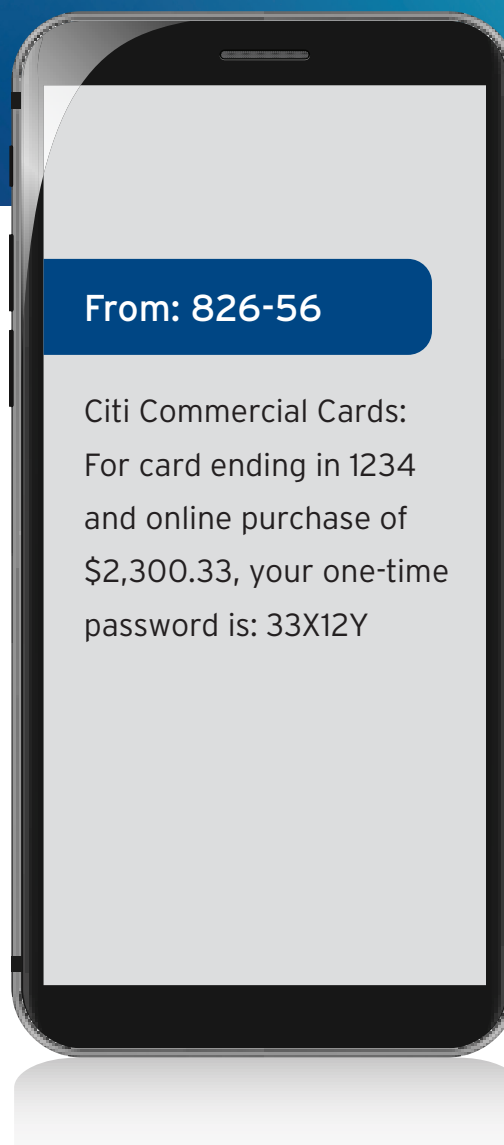 From: 826-56
Citi Commercial Cards:
For card ending in 1234
and online purchase of
$2,300.33, your one-time
password is: 33X12Y